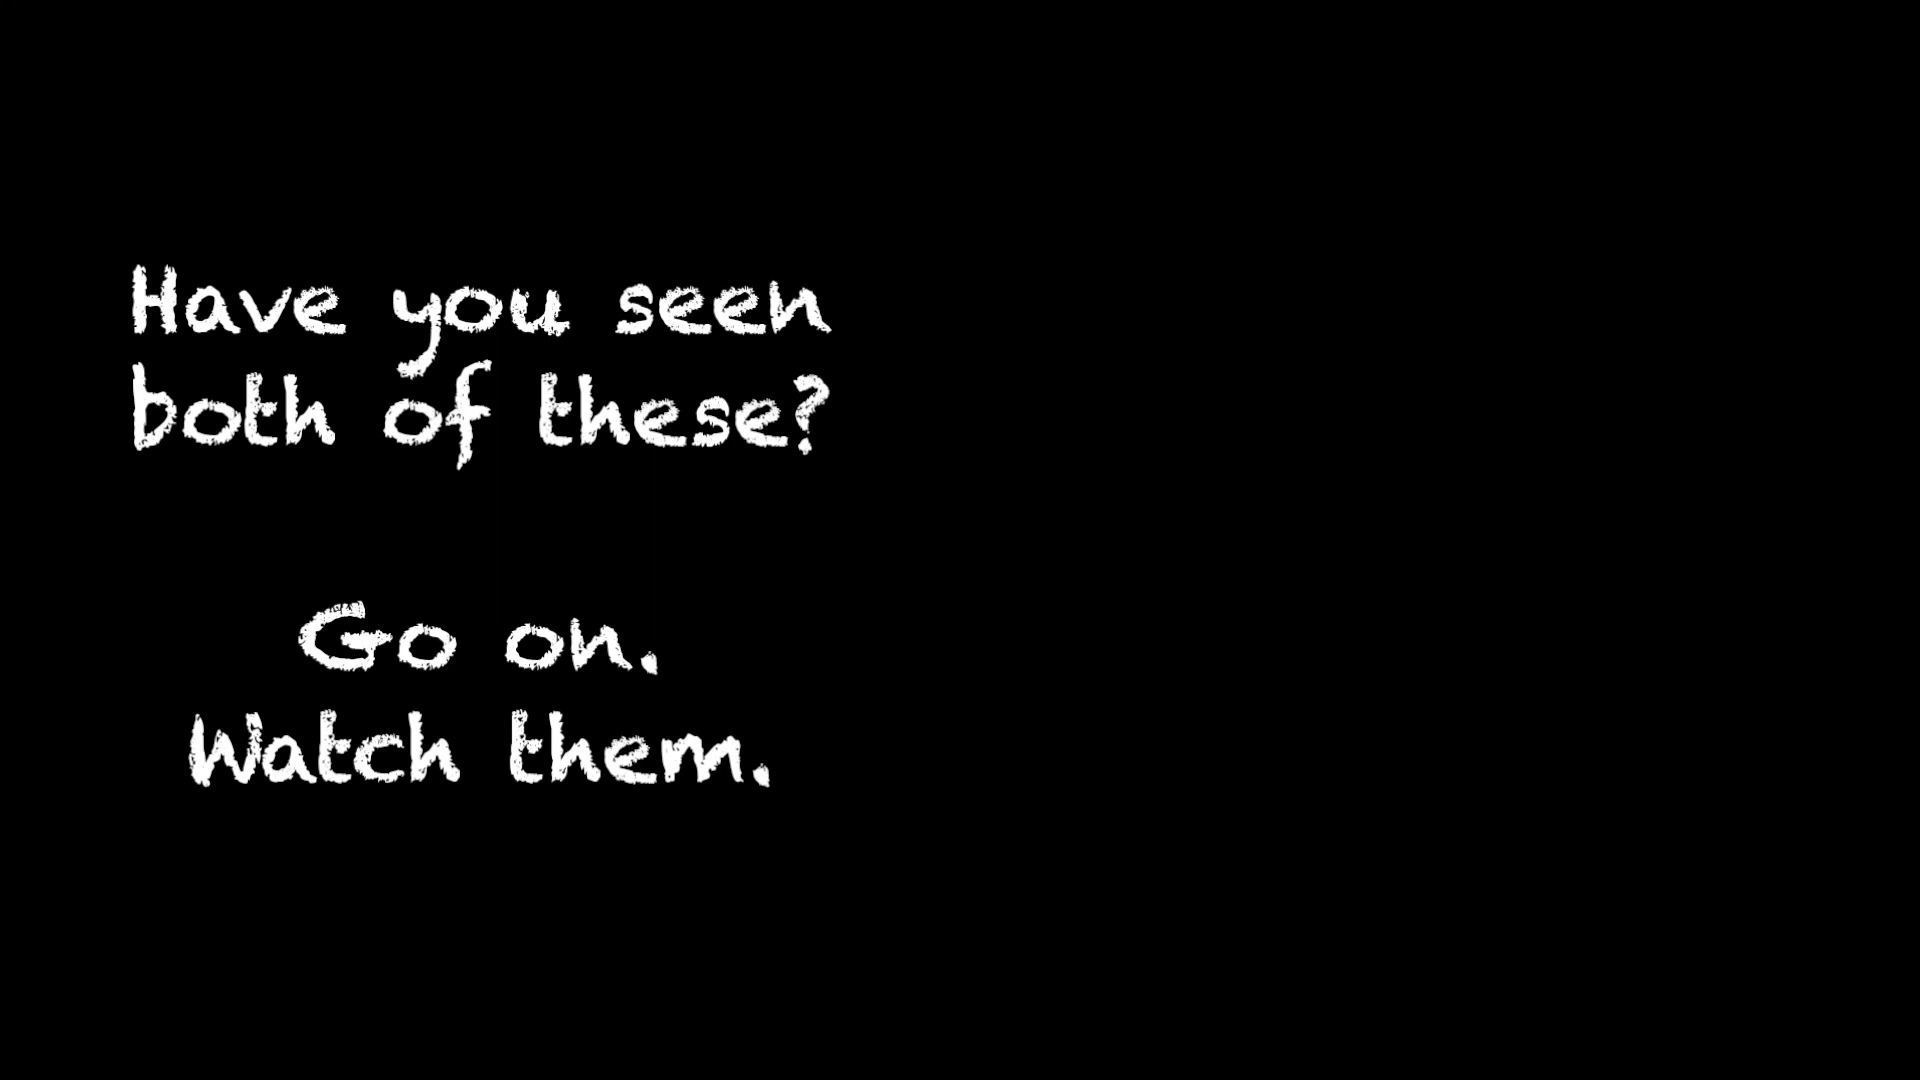 Have you seen
both of these?
Go on.
Watch them.